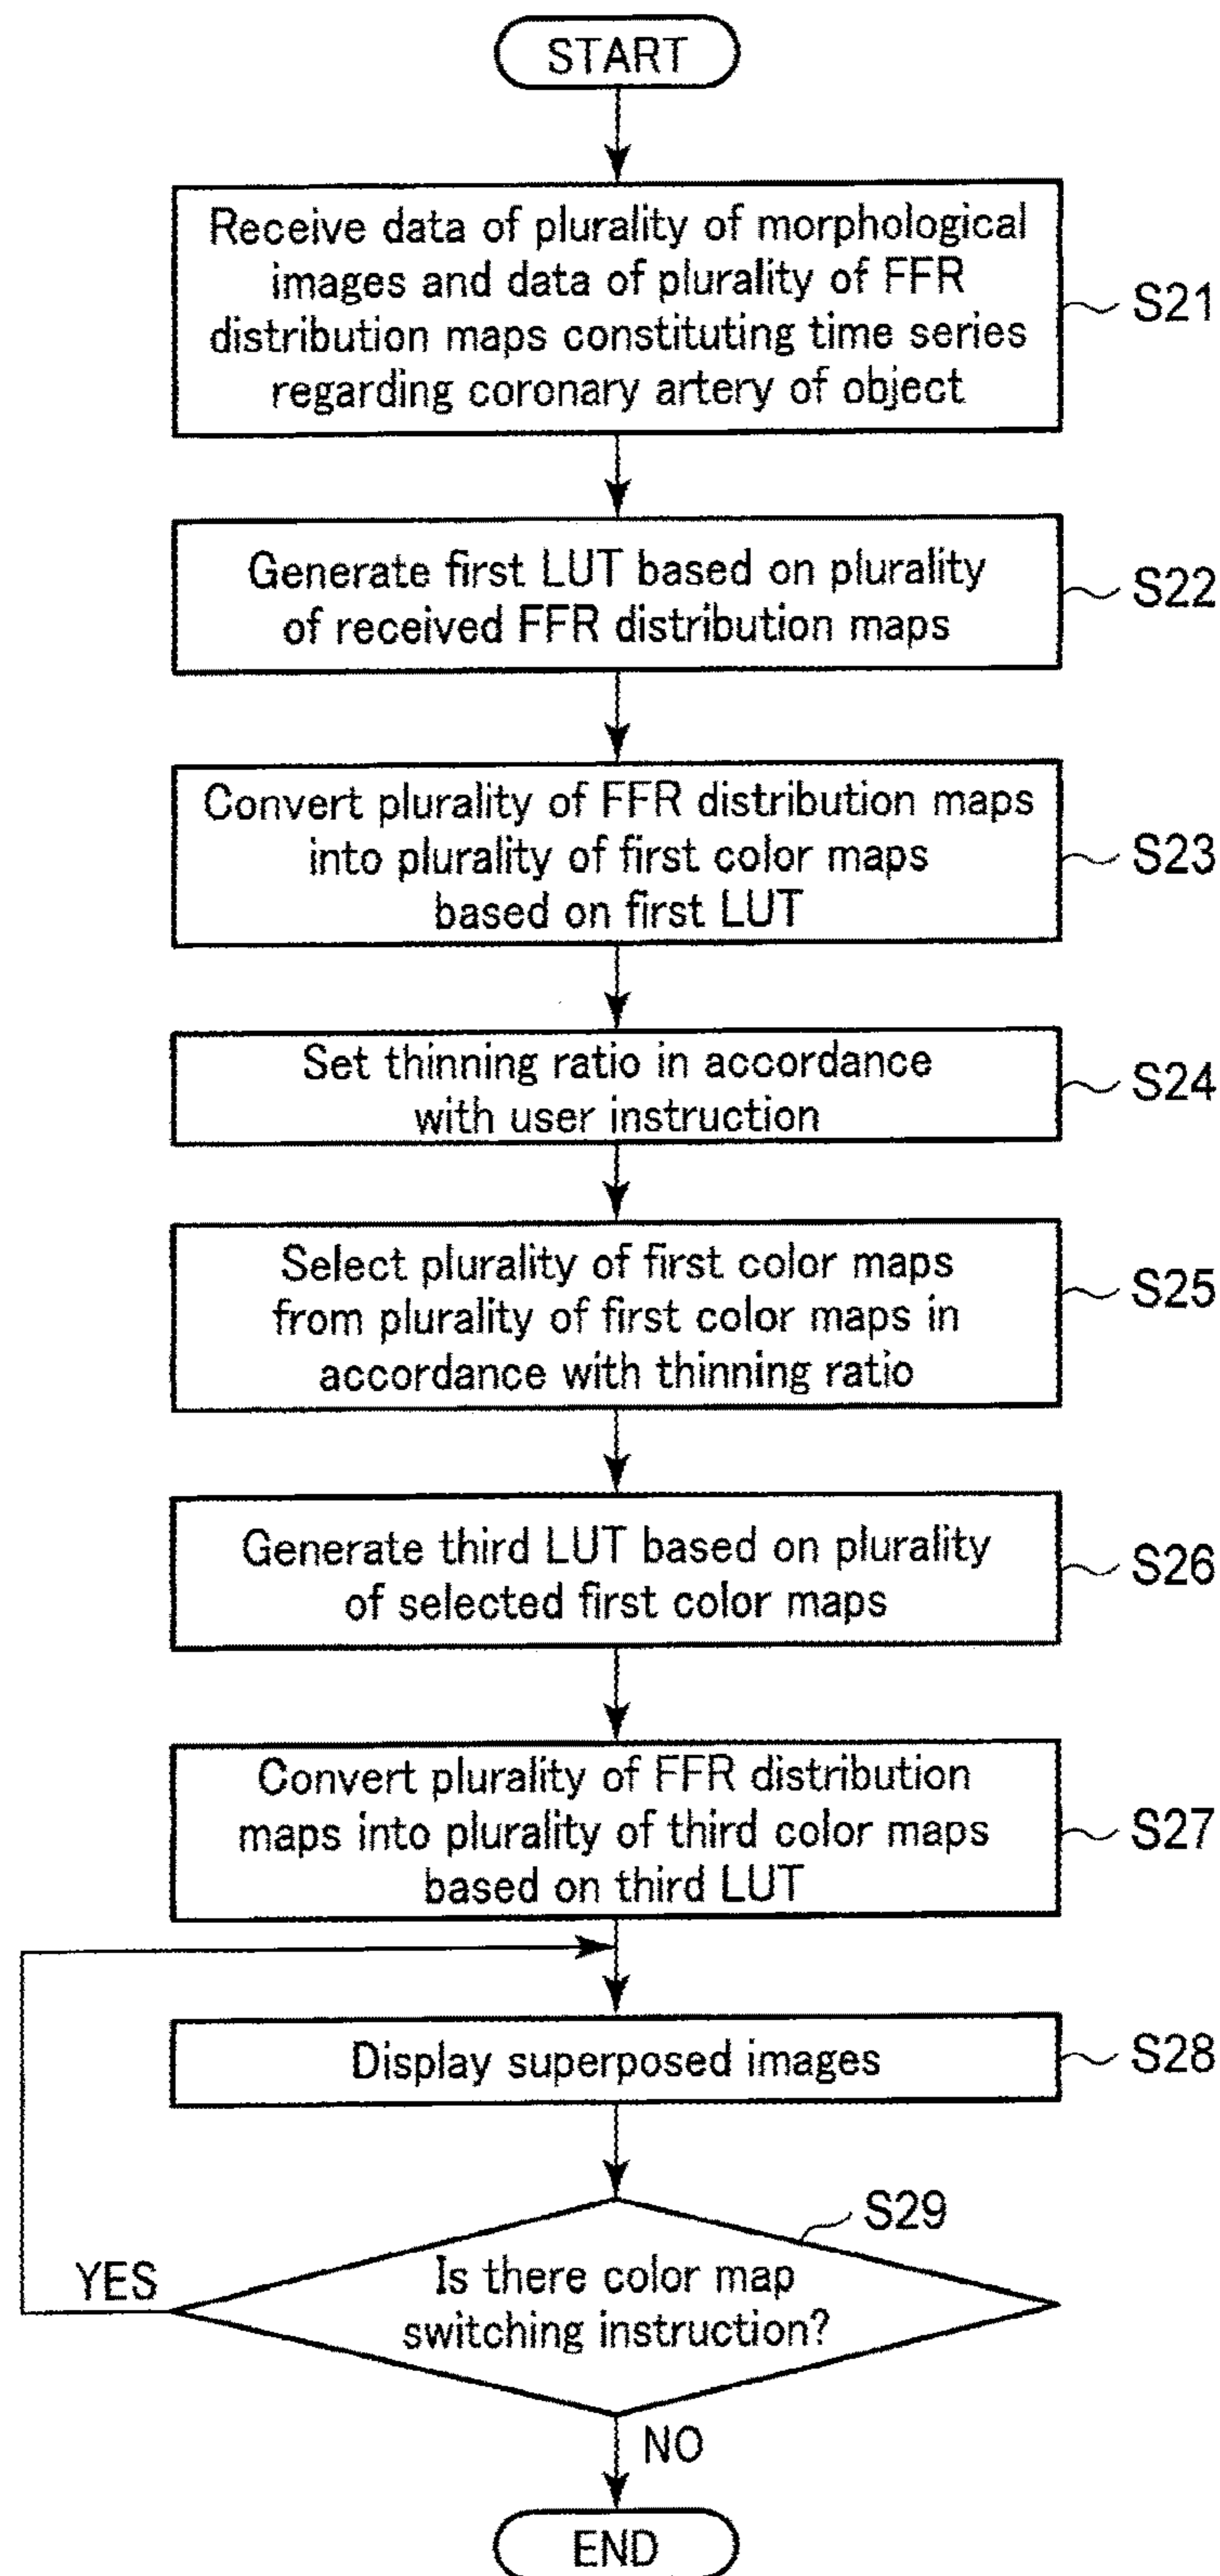 START
Receive data of plurality of morphological
images and data of plurality of FFR
distribution maps constituting time series
regarding coronary artery of object
S21
Generate first LUT based on plurality
of received FFR distribution maps
S22
Convert plurality of FFR distribution maps
into plurality of first color maps
based on first LUT
S23
Set thinning ratio in accordance
with user instruction
S24
Select plurality of first color maps
from plurality of first color maps in
accordance with thinning ratio
S25
Generate third LUT based on plurality
of selected first color maps
S26
Convert plurality of FFR distribution
maps into plurality of third color maps
based on third LUT
S27
Display superposed images
S28
S29
Is there color map
switching instruction?
YES
NO
END